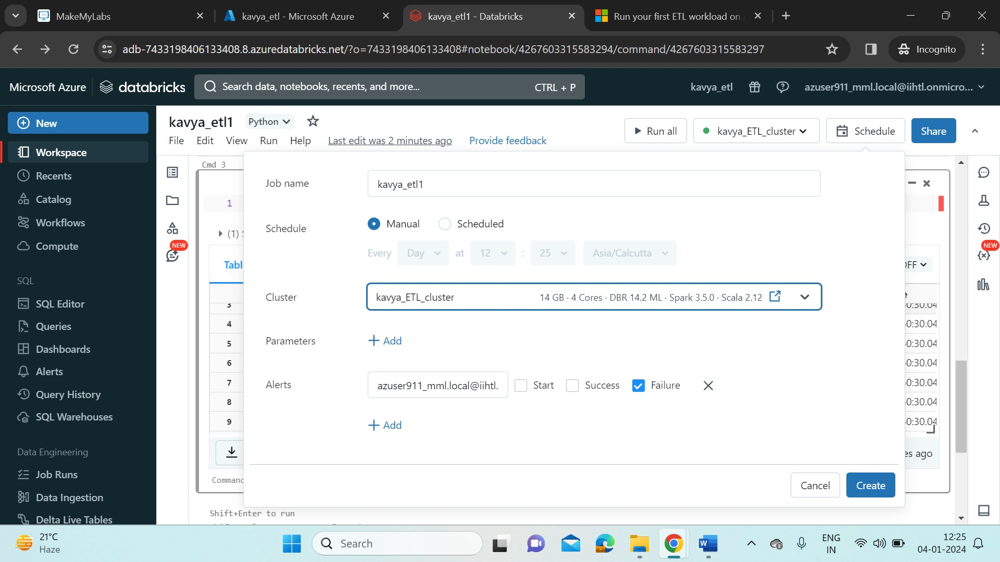 MakeMyLabs
kavya_etl - Microsoft Azure
kavya_etl1 - Databricks
Run your first ETL workload on
adb-7433198406133408.8.azuredatabricks.net/?o=7433198406133408#notebook/4267603315583294/command/4267603315583297
Incognito
Microsoft Azure
databricks
Search data, notebooks, recents, and more...
CTRL + P
kavya_etl
azuser911_mml.local@iihtl.onmicro...
New
Workspace
Recents
Catalog
Workflows
Compute
SQL
SQL Editor
Queries
Dashboards
Alerts
Query History
SQL Warehouses
Data Engineering
Job Runs
Data Ingestion
Delta Live Tables
kavya_etl1
Python
File Edit View Run Help Last edit was 2 minutes ago Provide feedback
Run all
kavya_ETL_cluster
Schedule
Share
Cmd 3
1
(1)
NEW
Tabl
3
4
5
6
7
8
9
Command
Shift+Enter to run
Job name
kavya_etl1
Schedule
Manual
Scheduled
Every Day at 12 : 25 Asia/Calcutta
Cluster
kavya_ETL_cluster
14 GB · 4 Cores · DBR 14.2 ML · Spark 3.5.0 · Scala 2.12
Parameters
+ Add
Alerts
azuser911_mml.local@iihtl.
Start
Success
Failure
+ Add
Cancel
Create
0:30.04
0:30.04
0:30.04
0:30.04
0:30.04
0:30.04
0:30.04
es ago
NEW
21°C
Haze
Search
ENG
IN
12:25
04-01-2024